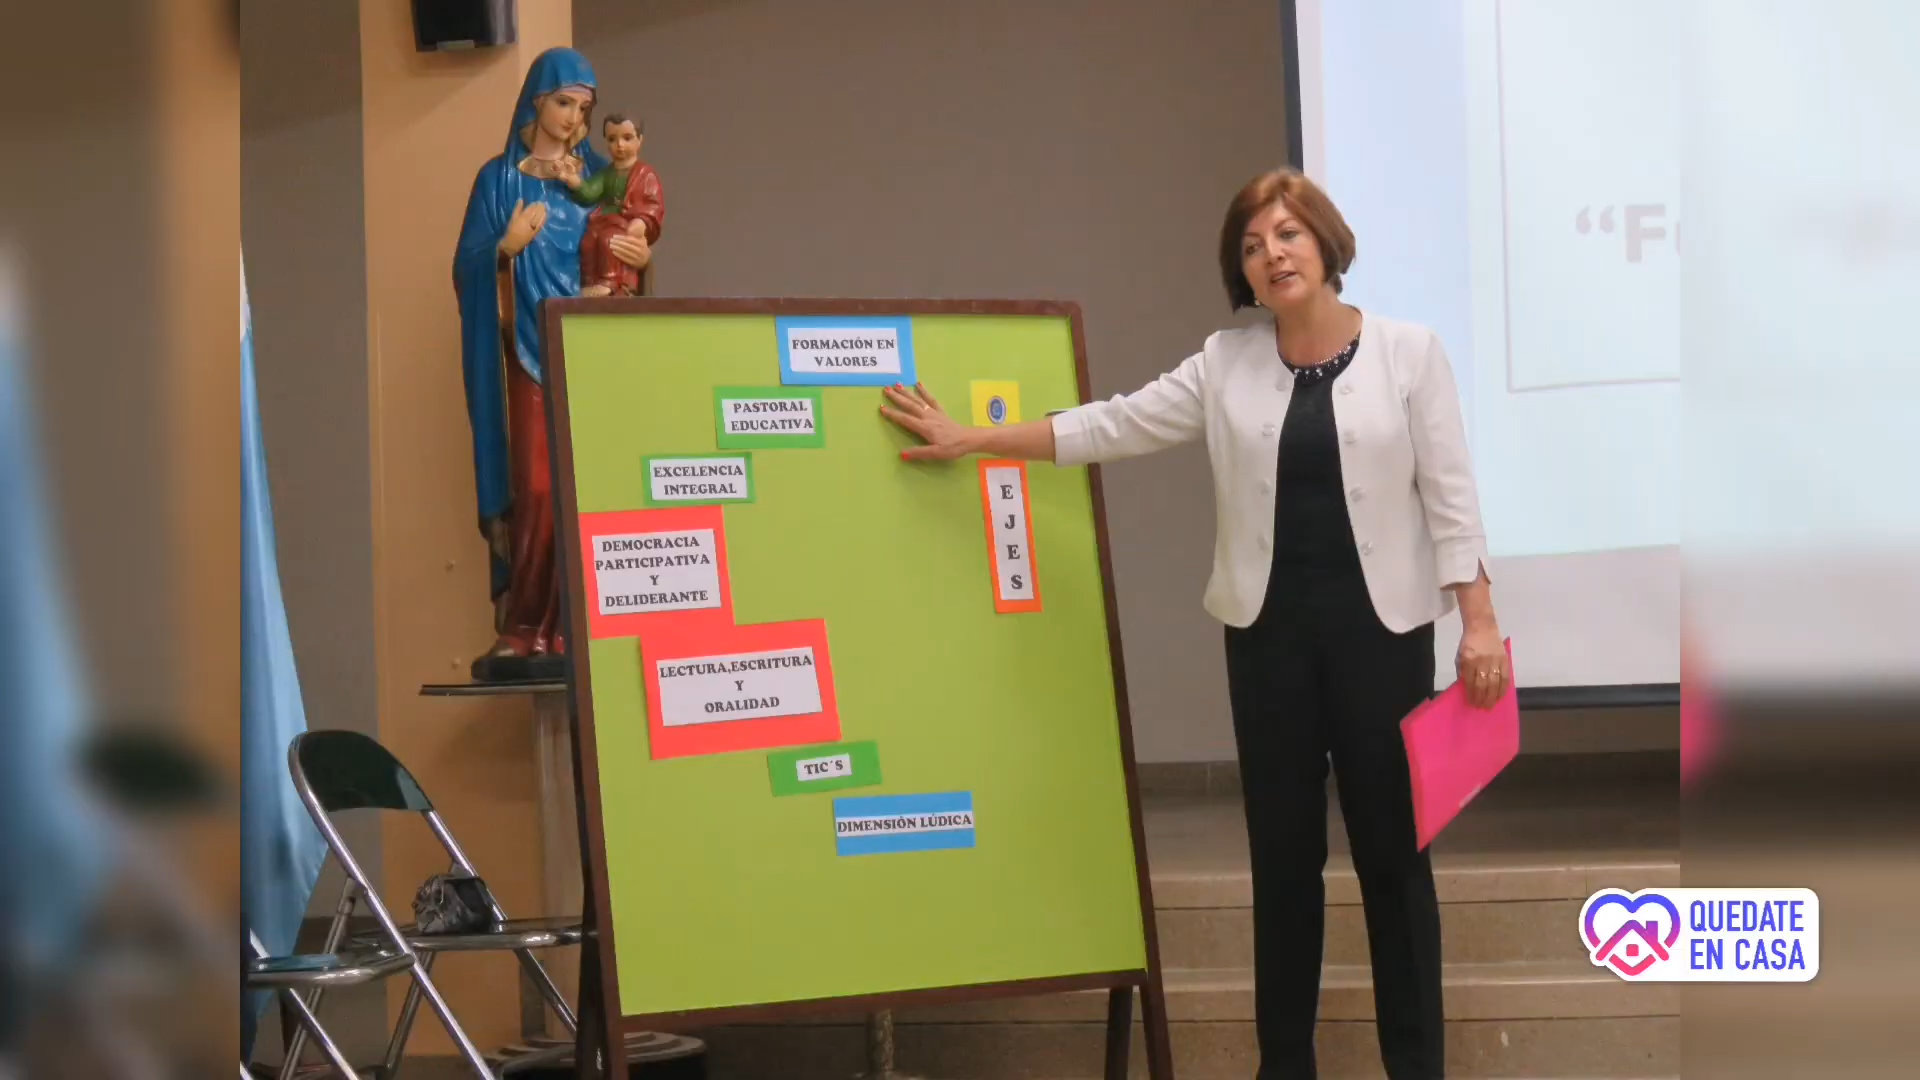 FORMACIÓN EN
VALORES
PASTORAL
EDUCATIVA
EXCELENCIA
INTEGRAL
DEMOCRACIA
PARTICIPATIVA
Y
DELIDERANTE
LECTURA,ESCRITURA
Y
ORALIDAD
TIC´S
DIMENSIÓN LÚDICA
E
J
E
S
QUEDATE
EN CASA